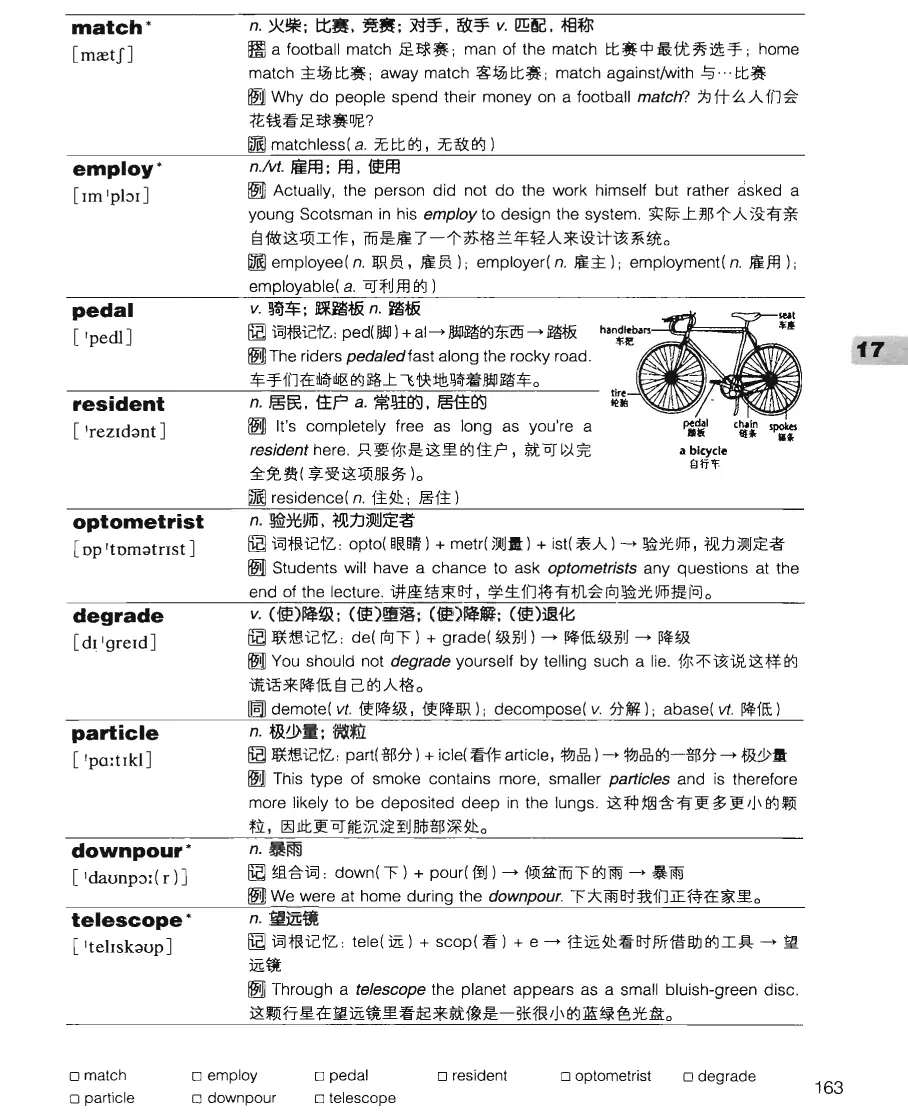 match*
[mætʃ]
n. 火柴；比赛，竞赛；对手，敌手 v. 匹配，相称
搭 a football match 足球赛；man of the match 比赛中最优秀选手；home
match 主场比赛；away match 客场比赛；match against/with 与…比赛
例 Why do people spend their money on a football match? 为什么人们会
花钱看足球赛呢?
派 matchless(a. 无比的，无敌的)
employ*
[ɪmˈplɔɪ]
n./vt. 雇用；用，使用
例 Actually, the person did not do the work himself but rather asked a
young Scotsman in his employ to design the system. 实际上那个人没有亲
自做这项工作，而是雇了一个苏格兰年轻人来设计该系统。
派 employee(n. 职员，雇员)；employer(n. 雇主)；employment(n. 雇用)；
employable(a. 可利用的)
pedal
[ˈpedl]
v. 骑车；踩踏板 n. 踏板
记 词根记忆：ped(脚)+al→脚踏的东西→踏板
例 The riders pedaled fast along the rocky road.
车手们在崎岖的路上飞快地骑着脚踏车。
seat
车座
handlebars
车把
tire
轮胎
pedal
踏板
chain
链条
spokes
辐条
a bicycle
自行车
17
resident
[ˈrezɪdənt]
n. 居民，住户 a. 常驻的，居住的
例 It's completely free as long as you're a
resident here. 只要你是这里的住户，就可以完
全免费(享受这项服务)。
派 residence(n. 住处；居住)
optometrist
[ɒpˈtɒmətrɪst]
n. 验光师，视力测定者
记 词根记忆：opto(眼睛)+metr(测量)+ist(表人)→验光师，视力测定者
例 Students will have a chance to ask optometrists any questions at the
end of the lecture. 讲座结束时，学生们将有机会向验光师提问。
degrade
[dɪˈɡreɪd]
v. (使)降级；(使)堕落；(使)降解；(使)退化
记 联想记忆：de(向下)+grade(级别)→降低级别→降级
例 You should not degrade yourself by telling such a lie. 你不该说这样的
谎话来降低自己的人格。
同 demote(vt. 使降级，使降职)；decompose(v. 分解)；abase(vt. 降低)
particle
[ˈpɑːtɪkl]
n. 极少量；微粒
记 联想记忆：part(部分)+icle(看作article，物品)→物品的一部分→极少量
例 This type of smoke contains more, smaller particles and is therefore
more likely to be deposited deep in the lungs. 这种烟含有更多更小的颗
粒，因此更可能沉淀到肺部深处。
downpour*
[ˈdaʊnpɔː(r)]
n. 暴雨
记 组合词：down(下)+pour(倒)→倾盆而下的雨→暴雨
例 We were at home during the downpour. 下大雨时我们正待在家里。
telescope*
[ˈtelɪskəʊp]
n. 望远镜
记 词根记忆：tele(远)+scop(看)+e→往远处看时所借助的工具→望
远镜
例 Through a telescope the planet appears as a small bluish-green disc.
这颗行星在望远镜里看起来就像是一张很小的蓝绿色光盘。
□ match □ employ □ pedal □ resident □ optometrist □ degrade
□ particle □ downpour □ telescope
163